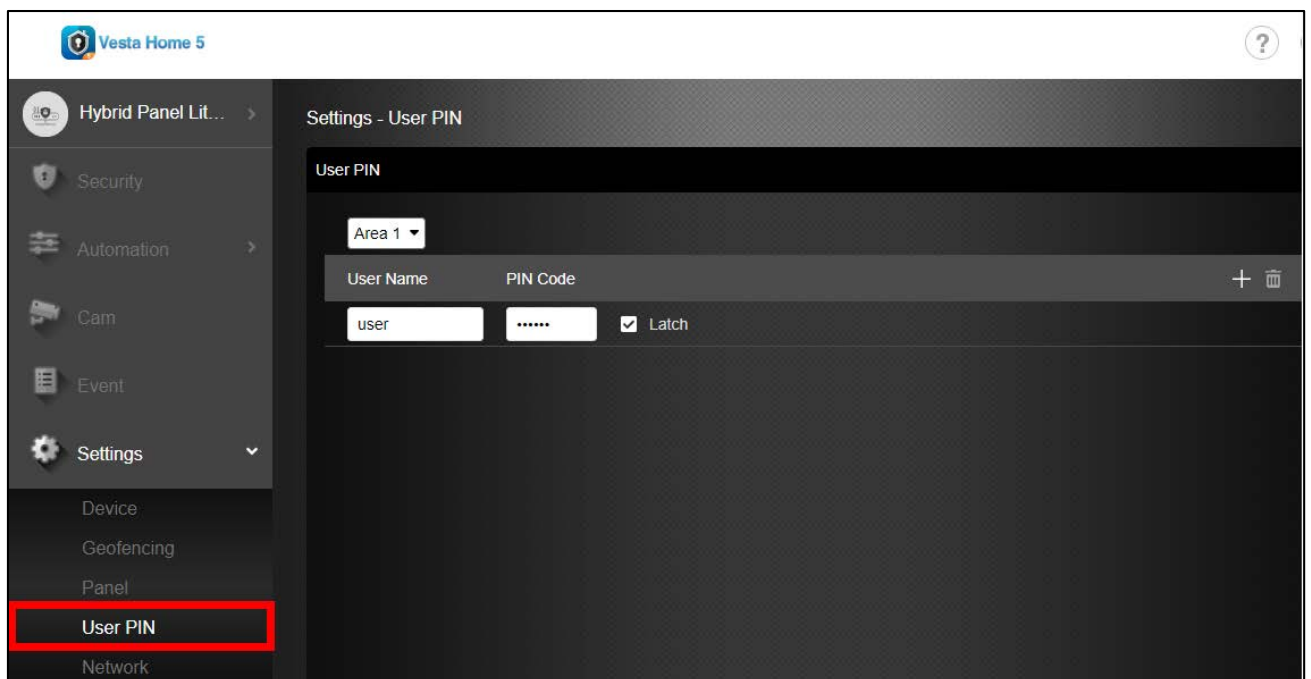 Vesta Home 5
?
Hybrid Panel Lit...
Security
Automation
Cam
Event
Settings
Device
Geofencing
Panel
User PIN
Network
Settings - User PIN
User PIN
Area 1
User Name PIN Code
user •••••• Latch